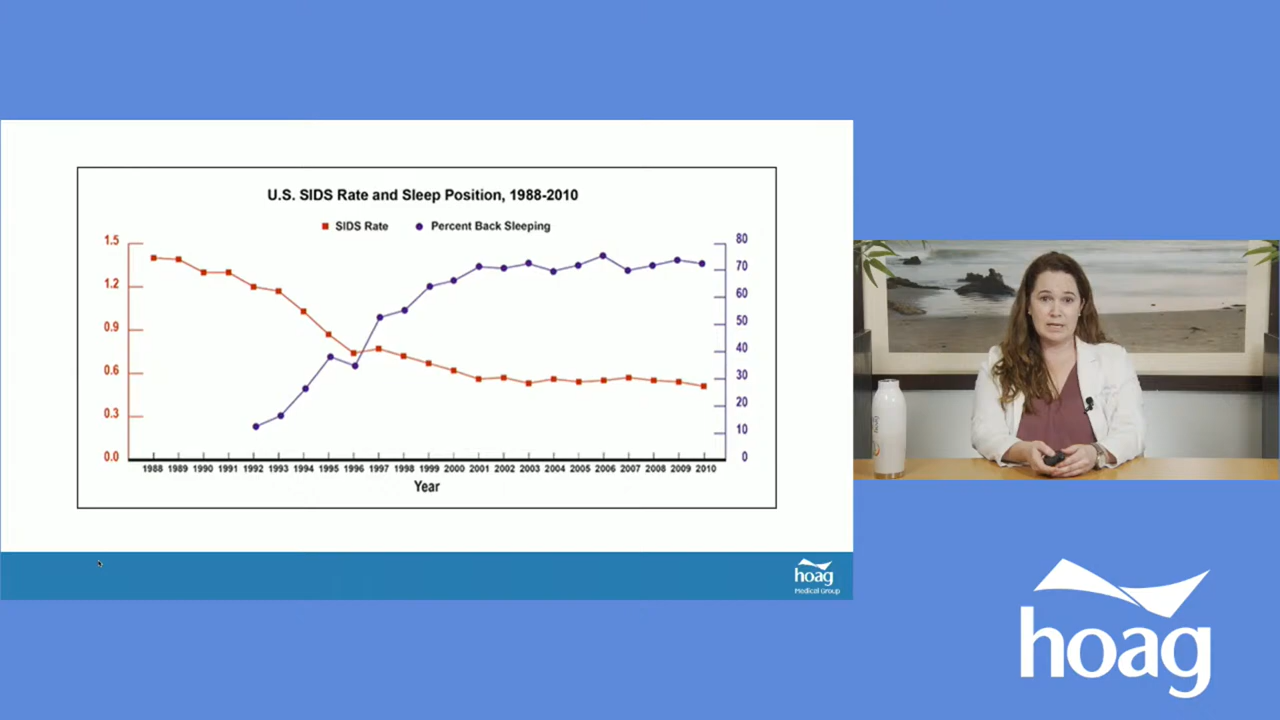 U.S. SIDS Rate and Sleep Position, 1988-2010
SIDS Rate
Percent Back Sleeping
1.5
1.2
0.9
0.6
0.3
0.0
80
70
60
50
40
30
20
10
0
1988 1989 1990 1991 1992 1993 1994 1995 1996 1997 1998 1999 2000 2001 2002 2003 2004 2005 2006 2007 2008 2009 2010
Year
hoag
Medical Group
hoag